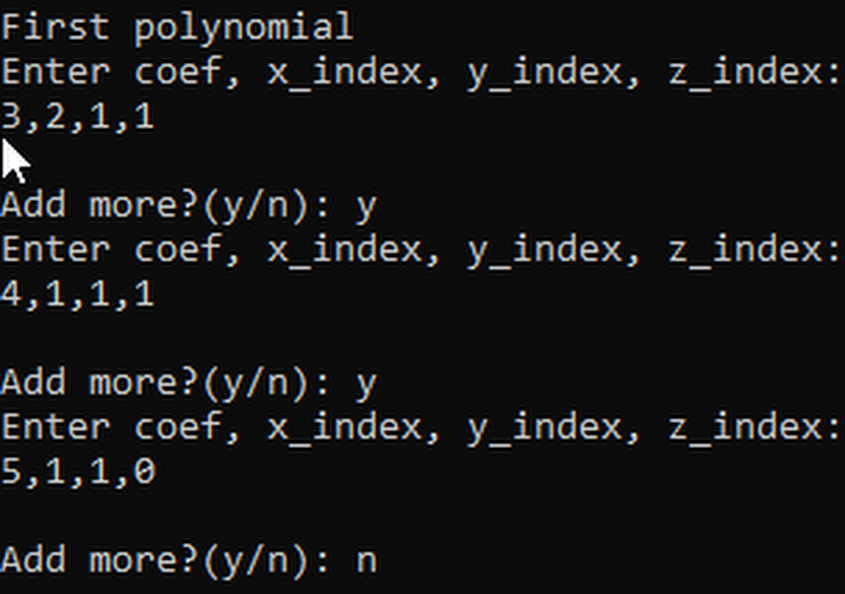 First polynomial
Enter coef, x_index, y_index, z_index:
3,2,1,1
Add more?(y/n): y
Enter coef, x_index, y_index, z_index:
4,1,1,1
Add more?(y/n): y
Enter coef, x_index, y_index, z_index:
5,1,1,0
Add more?(y/n): n